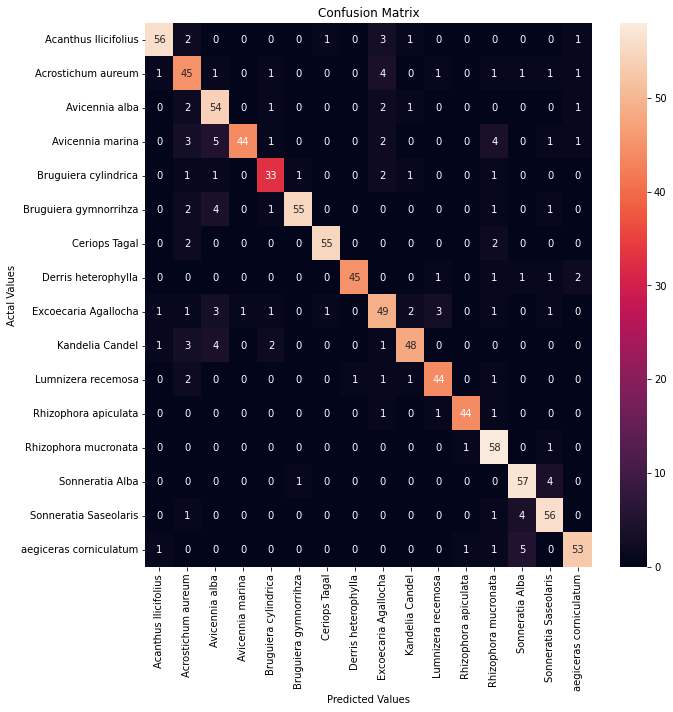 Confusion Matrix
Acanthus Ilicifolius 56 2 0 0 0 0 1 0 3 1 0 0 0 0 0 1
Acrostichum aureum 1 45 1 0 1 0 0 0 4 0 1 0 1 1 1 1
Avicennia alba 0 2 54 0 1 0 0 0 2 1 0 0 0 0 0 1
Avicennia marina 0 3 5 44 1 0 0 0 2 0 0 0 4 0 1 1
Bruguiera cylindrica 0 1 1 0 33 1 0 0 2 1 0 0 1 0 0 0
Bruguiera gymnorrihza 0 2 4 0 1 55 0 0 0 0 0 0 1 0 1 0
Ceriops Tagal 0 2 0 0 0 0 55 0 0 0 0 0 2 0 0 0
Derris heterophylla 0 0 0 0 0 0 0 45 0 0 1 0 1 1 1 2
Excoecaria Agallocha 1 1 3 1 1 0 1 0 49 2 3 0 1 0 1 0
Kandelia Candel 1 3 4 0 2 0 0 0 1 48 0 0 0 0 0 0
Lumnizera recemosa 0 2 0 0 0 0 0 1 1 1 44 0 1 0 0 0
Rhizophora apiculata 0 0 0 0 0 0 0 0 1 0 1 44 1 0 0 0
Rhizophora mucronata 0 0 0 0 0 0 0 0 0 0 0 1 58 0 1 0
Sonneratia Alba 0 0 0 0 0 1 0 0 0 0 0 0 0 57 4 0
Sonneratia Saseolaris 0 1 0 0 0 0 0 0 0 0 0 0 1 4 56 0
aegiceras corniculatum 1 0 0 0 0 0 0 0 0 0 0 1 1 5 0 53
Actal Values
Acanthus Ilicifolius
Acrostichum aureum
Avicennia alba
Avicennia marina
Bruguiera cylindrica
Bruguiera gymnorrihza
Ceriops Tagal
Derris heterophylla
Excoecaria Agallocha
Kandelia Candel
Lumnizera recemosa
Rhizophora apiculata
Rhizophora mucronata
Sonneratia Alba
Sonneratia Saseolaris
aegiceras corniculatum
Predicted Values
50
40
30
20
10
0